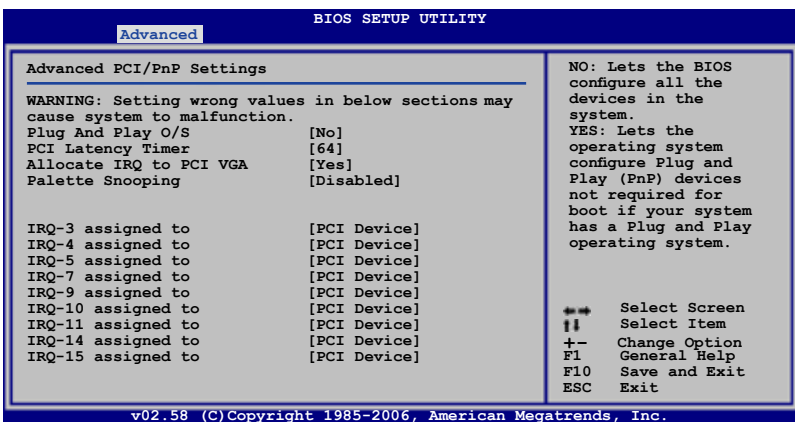 BIOS SETUP UTILITY
Advanced
Advanced PCI/PnP Settings
WARNING: Setting wrong values in below sections may
cause system to malfunction.
Plug And Play O/S [No]
PCI Latency Timer [64]
Allocate IRQ to PCI VGA [Yes]
Palette Snooping [Disabled]
IRQ-3 assigned to [PCI Device]
IRQ-4 assigned to [PCI Device]
IRQ-5 assigned to [PCI Device]
IRQ-7 assigned to [PCI Device]
IRQ-9 assigned to [PCI Device]
IRQ-10 assigned to [PCI Device]
IRQ-11 assigned to [PCI Device]
IRQ-14 assigned to [PCI Device]
IRQ-15 assigned to [PCI Device]
NO: Lets the BIOS
configure all the
devices in the
system.
YES: Lets the
operating system
configure Plug and
Play (PnP) devices
not required for
boot if your system
has a Plug and Play
operating system.
←→ Select Screen
↑↓ Select Item
+- Change Option
F1 General Help
F10 Save and Exit
ESC Exit
v02.58 (C)Copyright 1985-2006, American Megatrends, Inc.